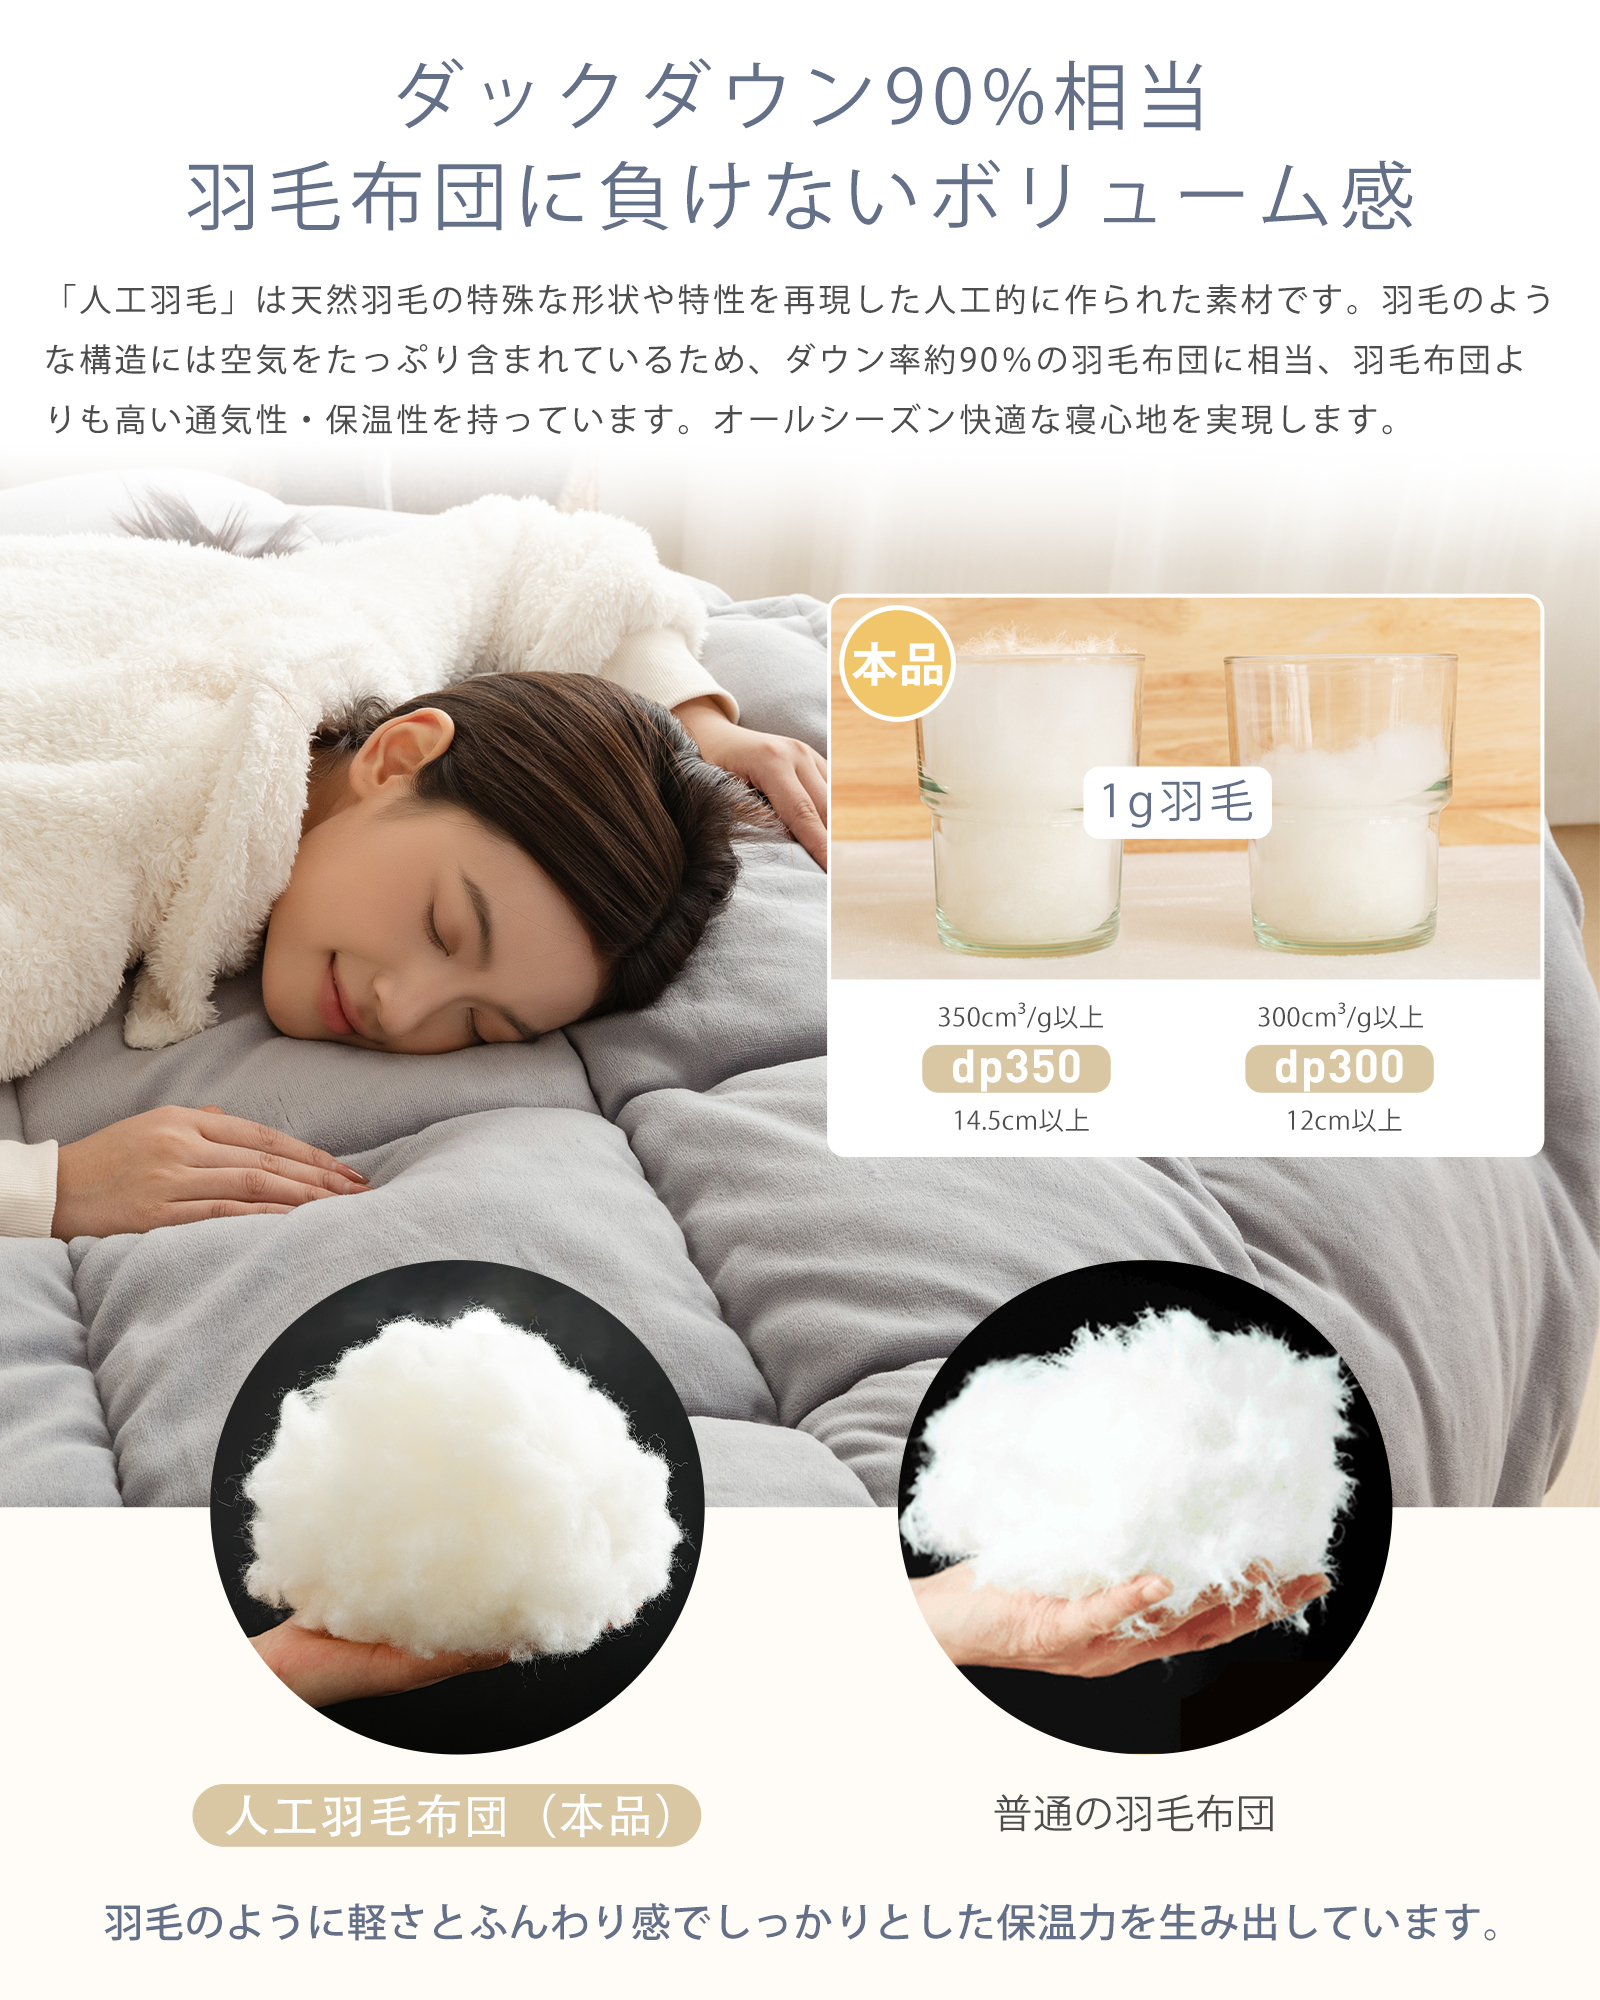 ダックダウン90%相当
羽毛布団に負けないボリューム感
「人工羽毛」は天然羽毛の特殊な形状や特性を再現した人工的に作られた素材です。羽毛のよう
な構造には空気をたっぷり含まれているため、ダウン率約90%の羽毛布団に相当、羽毛布団よ
りも高い通気性・保温性を持っています。オールシーズン快適な寝心地を実現します。
本品
1g羽毛
350cm³/g以上
300cm³/g以上
dp350
dp300
14.5cm以上
12cm以上
人工羽毛布団（本品）
普通の羽毛布団
羽毛のように軽さとふんわり感でしっかりとした保温力を生み出しています。